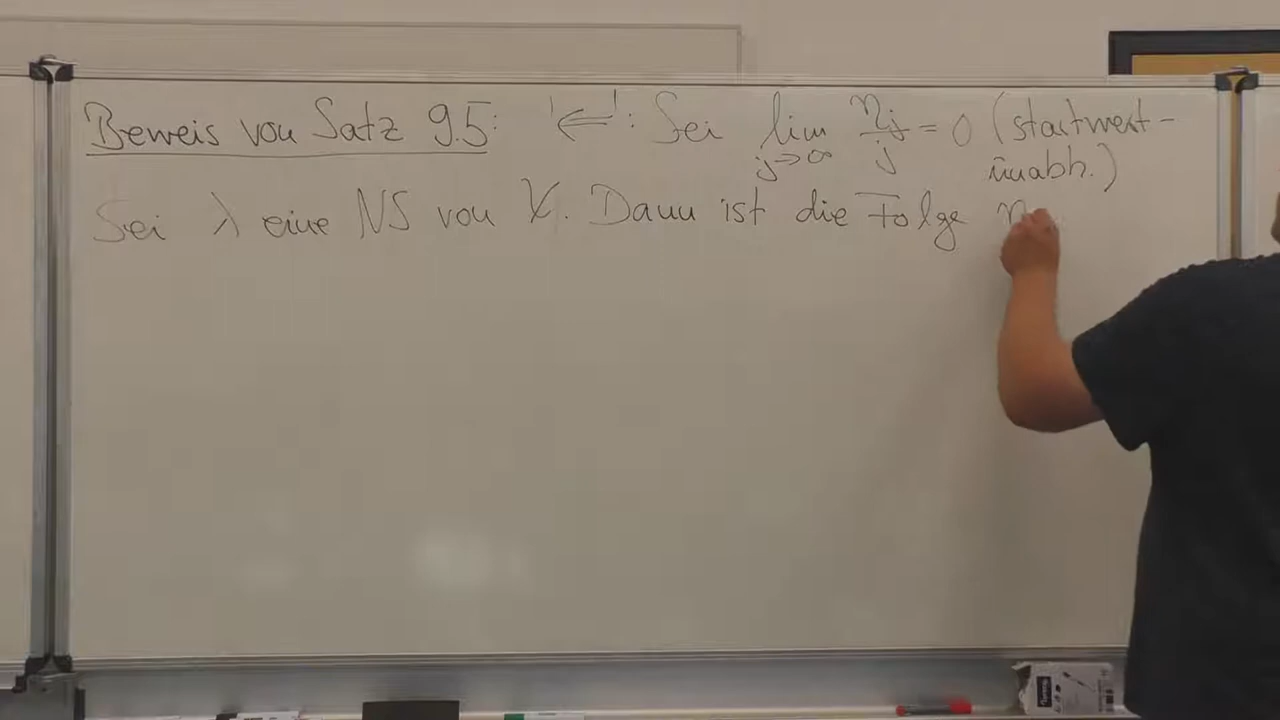 Beweis von Satz 9.5: '⇐': Sei lim_{j→∞} η_j/j = 0 (startwert-
unabh.)
Sei λ eine NS von χ. Dann ist die Folge η